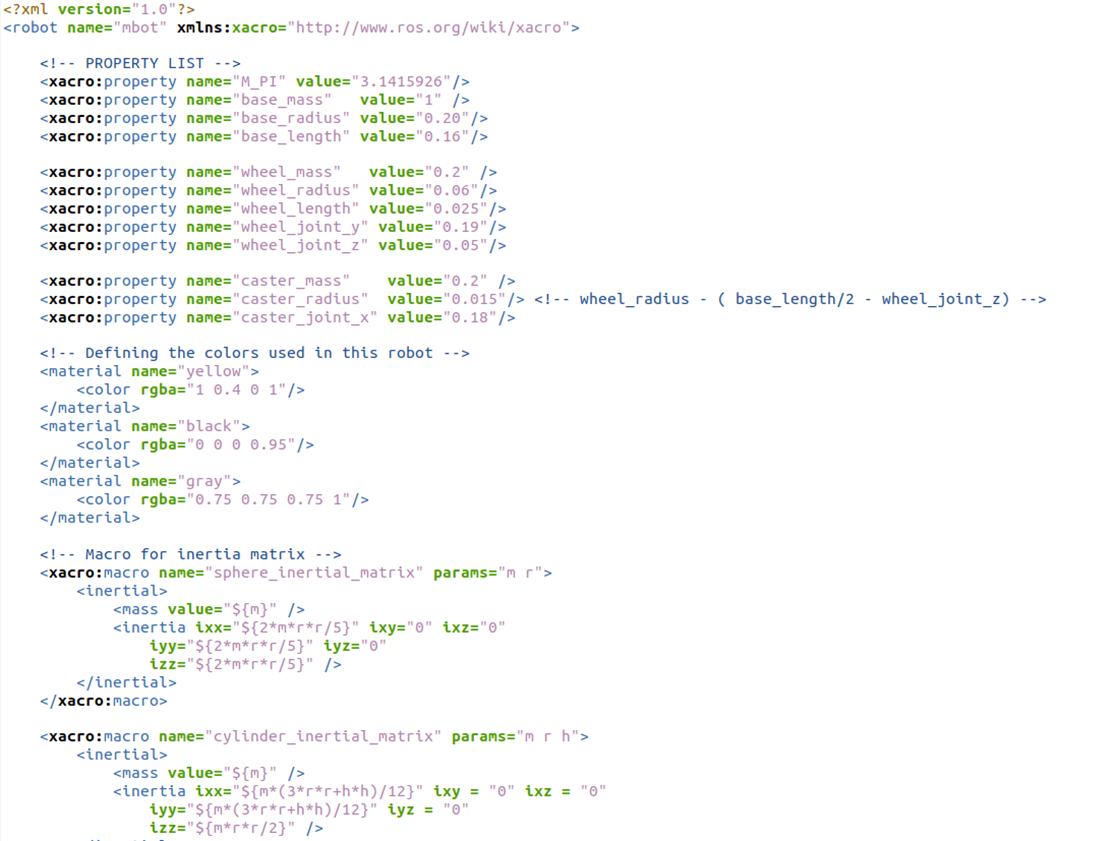 <?xml version="1.0"?>
<robot name="mbot" xmlns:xacro="http://www.ros.org/wiki/xacro">
<!-- PROPERTY LIST -->
<xacro:property name="M_PI" value="3.1415926"/>
<xacro:property name="base_mass"   value="1" />
<xacro:property name="base_radius" value="0.20"/>
<xacro:property name="base_length" value="0.16"/>
<xacro:property name="wheel_mass"   value="0.2" />
<xacro:property name="wheel_radius" value="0.06"/>
<xacro:property name="wheel_length" value="0.025"/>
<xacro:property name="wheel_joint_y" value="0.19"/>
<xacro:property name="wheel_joint_z" value="0.05"/>
<xacro:property name="caster_mass"    value="0.2" />
<xacro:property name="caster_radius"  value="0.015"/> <!-- wheel_radius - ( base_length/2 - wheel_joint_z) -->
<xacro:property name="caster_joint_x" value="0.18"/>
<!-- Defining the colors used in this robot -->
<material name="yellow">
<color rgba="1 0.4 0 1"/>
</material>
<material name="black">
<color rgba="0 0 0 0.95"/>
</material>
<material name="gray">
<color rgba="0.75 0.75 0.75 1"/>
</material>
<!-- Macro for inertia matrix -->
<xacro:macro name="sphere_inertial_matrix" params="m r">
<inertial>
<mass value="${m}" />
<inertia ixx="${2*m*r*r/5}" ixy="0" ixz="0"
iyy="${2*m*r*r/5}" iyz="0"
izz="${2*m*r*r/5}" />
</inertial>
</xacro:macro>
<xacro:macro name="cylinder_inertial_matrix" params="m r h">
<inertial>
<mass value="${m}" />
<inertia ixx="${m*(3*r*r+h*h)/12}" ixy = "0" ixz = "0"
iyy="${m*(3*r*r+h*h)/12}" iyz = "0"
izz="${m*r*r/2}" />